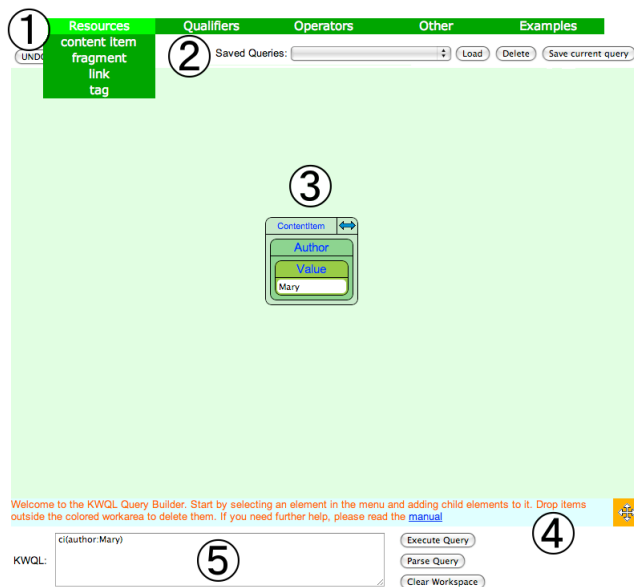 1 Resources Qualifiers Operators Other Examples
content item
fragment
link
tag
UNDO 2 Saved Queries: Load Delete Save current query
3
ContentItem
Author
Value
Mary
Welcome to the KWQL Query Builder. Start by selecting an element in the menu and adding child elements to it. Drop items
outside the colored workarea to delete them. If you need further help, please read the manual
4
KWQL: ci(author:Mary) 5 Execute Query
Parse Query
Clear Workspace